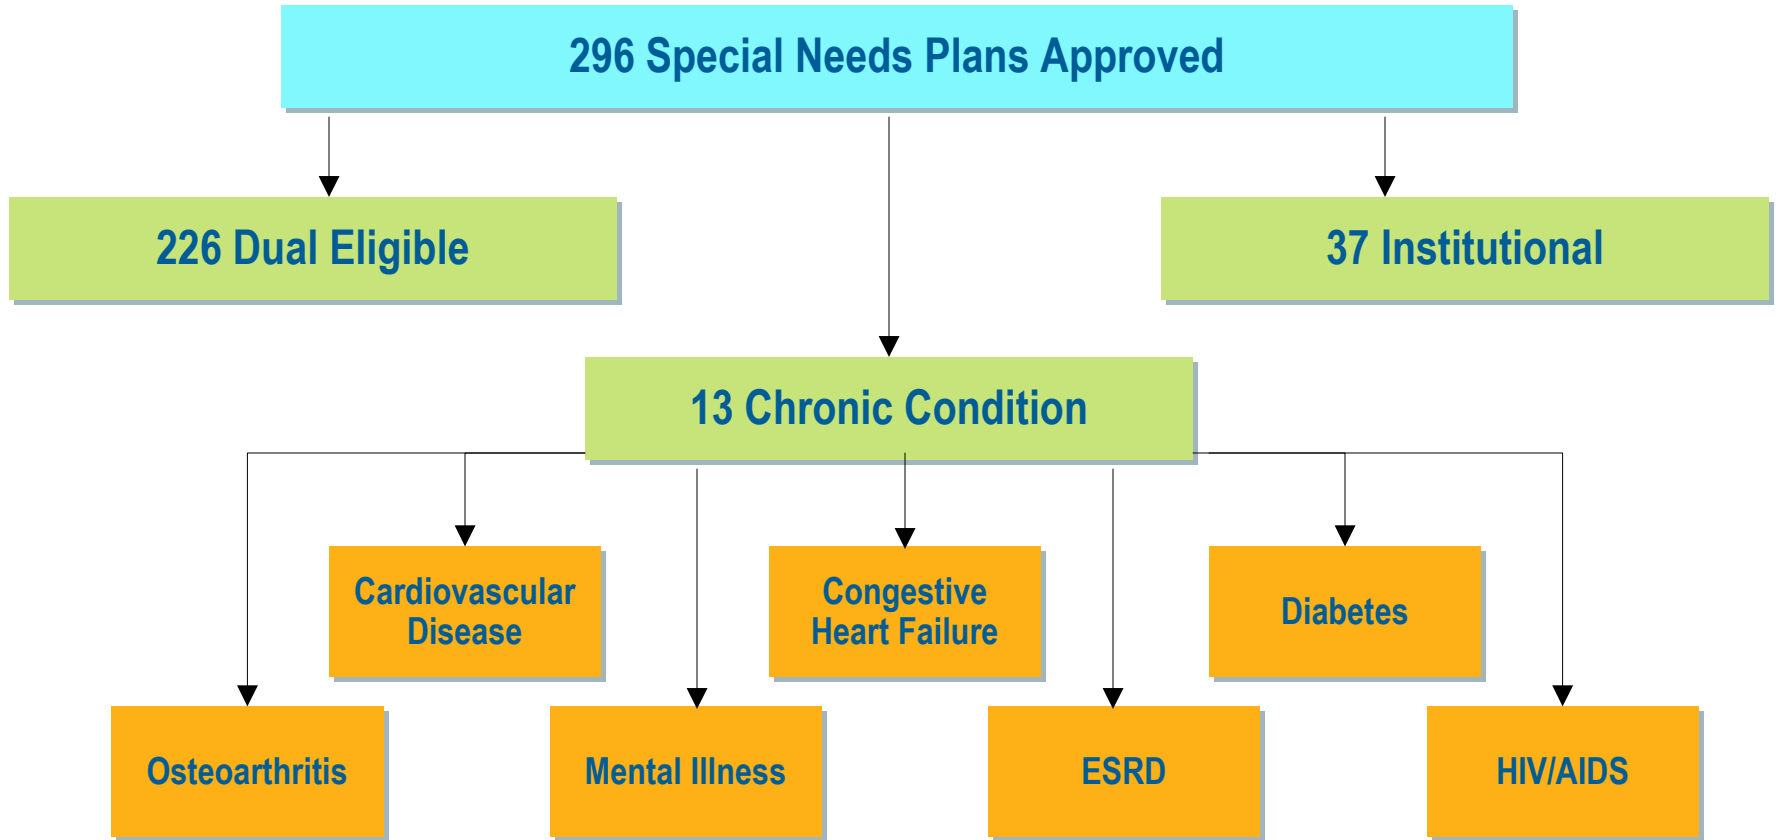 296 Special Needs Plans Approved
226 Dual Eligible
37 Institutional
13 Chronic Condition
Cardiovascular
Disease
Congestive
Heart Failure
Diabetes
Osteoarthritis
Mental Illness
ESRD
HIV/AIDS